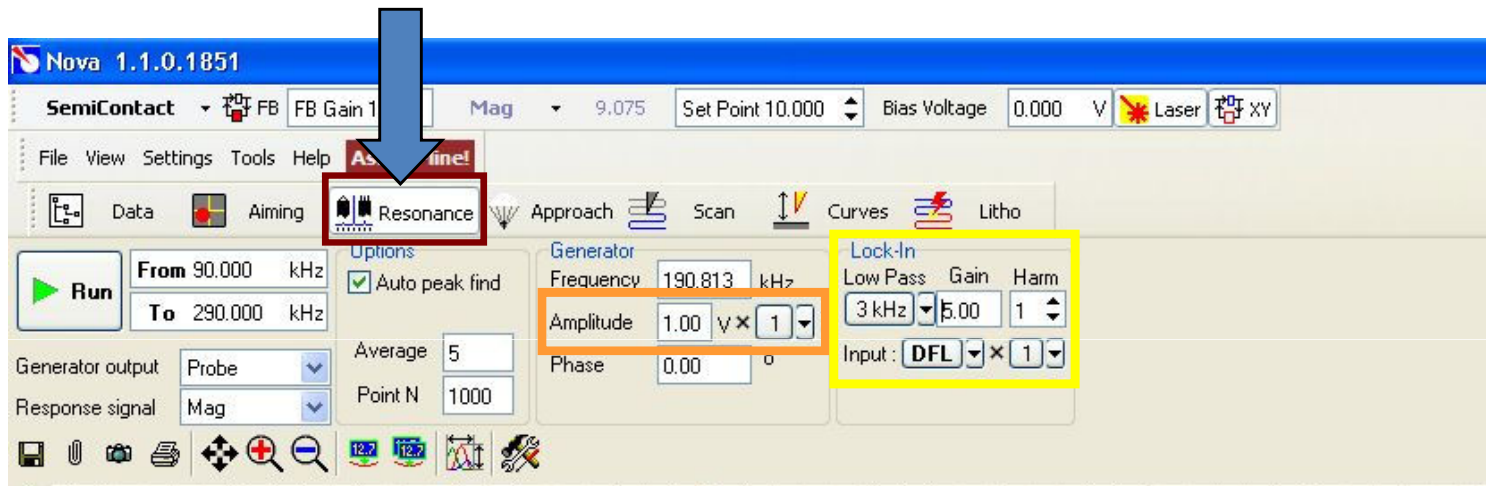 Nova 1.1.0.1851
SemiContact FB FB Gain 1 Mag 9.075 Set Point 10.000 Bias Voltage 0.000 V Laser XY
File View Settings Tools Help
Data Aiming Resonance Approach Scan Curves Litho
Run
From 90.000 kHz
To 290.000 kHz
Generator output Probe
Response signal Mag
Options
Auto peak find
Average 5
Point N 1000
Generator
Frequency 190.813 kHz
Amplitude 1.00 V × 1
Phase 0.00 °
Lock-In
Low Pass Gain Harm
3 kHz 5.00 1
Input : DFL × 1
12.7 12.7